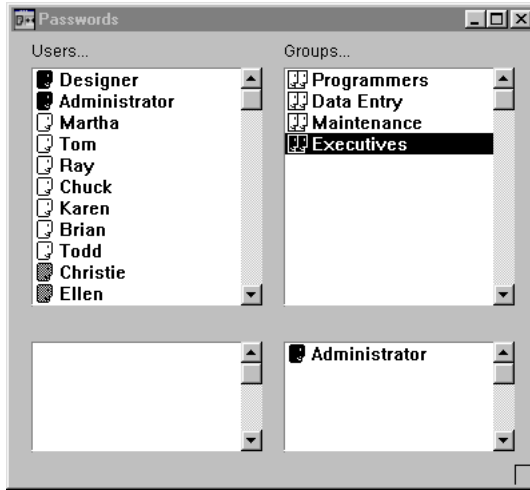 Passwords
Users...
Designer
Administrator
Martha
Tom
Ray
Chuck
Karen
Brian
Todd
Christie
Ellen
Groups...
Programmers
Data Entry
Maintenance
Executives
Administrator